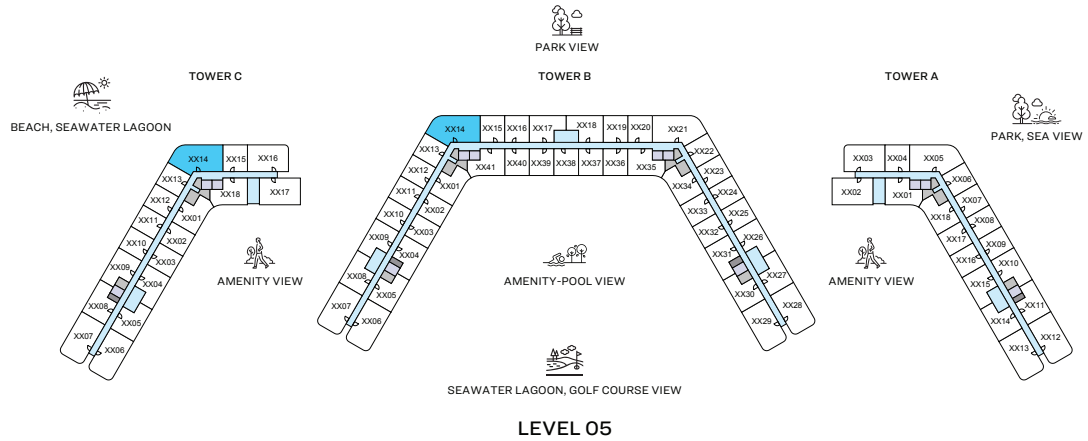 PARK VIEW
TOWER C
TOWER B
TOWER A
BEACH, SEAWATER LAGOON
PARK, SEA VIEW
XX14
XX15
XX16
XX13
XX12
XX11
XX10
XX09
XX08
XX07
XX06
XX05
XX04
XX03
XX02
XX01
XX18
XX17
XX14
XX15
XX16
XX17
XX18
XX19
XX20
XX21
XX13
XX12
XX11
XX10
XX09
XX08
XX07
XX06
XX05
XX04
XX03
XX02
XX01
XX41
XX40
XX39
XX38
XX37
XX36
XX35
XX34
XX33
XX32
XX31
XX30
XX29
XX22
XX23
XX24
XX25
XX26
XX27
XX28
XX03
XX04
XX05
XX02
XX01
XX06
XX07
XX08
XX09
XX10
XX11
XX12
XX18
XX17
XX16
XX15
XX14
XX13
AMENITY VIEW
AMENITY-POOL VIEW
AMENITY VIEW
SEAWATER LAGOON, GOLF COURSE VIEW
LEVEL 05